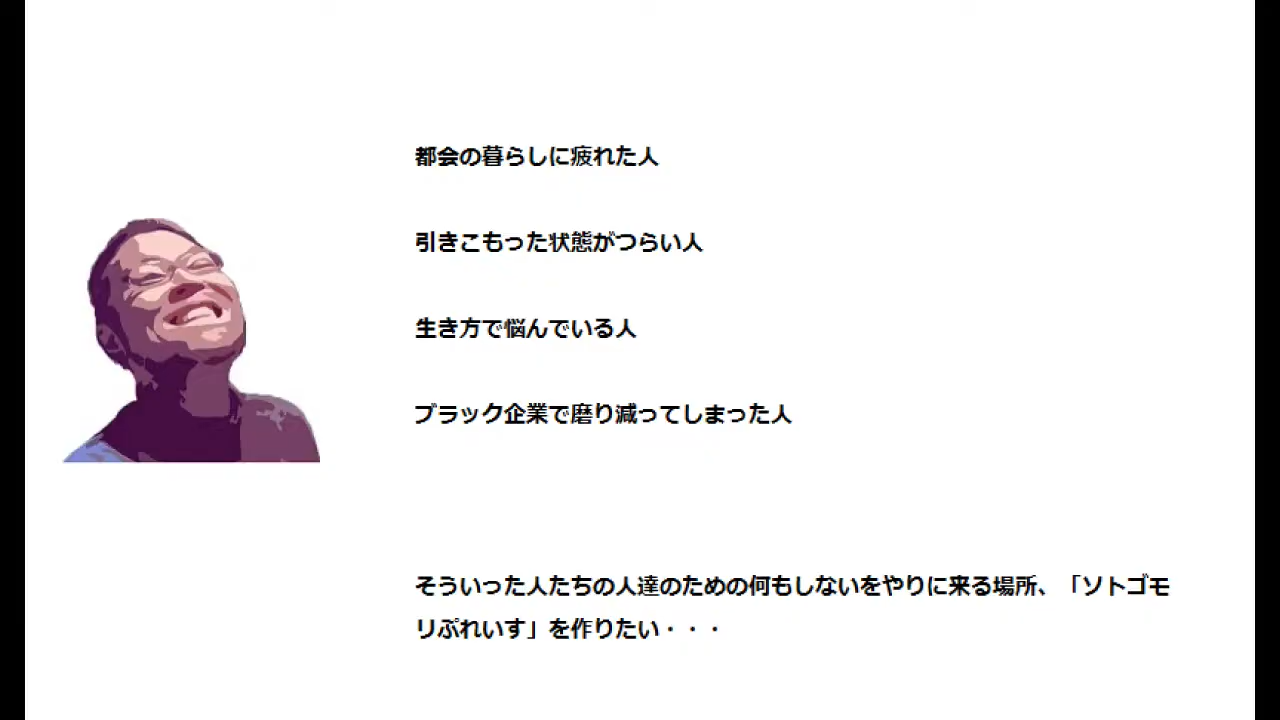 都会の暮らしに疲れた人
引きこもった状態がつらい人
生き方で悩んでいる人
ブラック企業で磨り減ってしまった人
そういった人たちの人達のための何もしないをやりに来る場所、「ソトゴモ
リぷれいす」を作りたい・・・